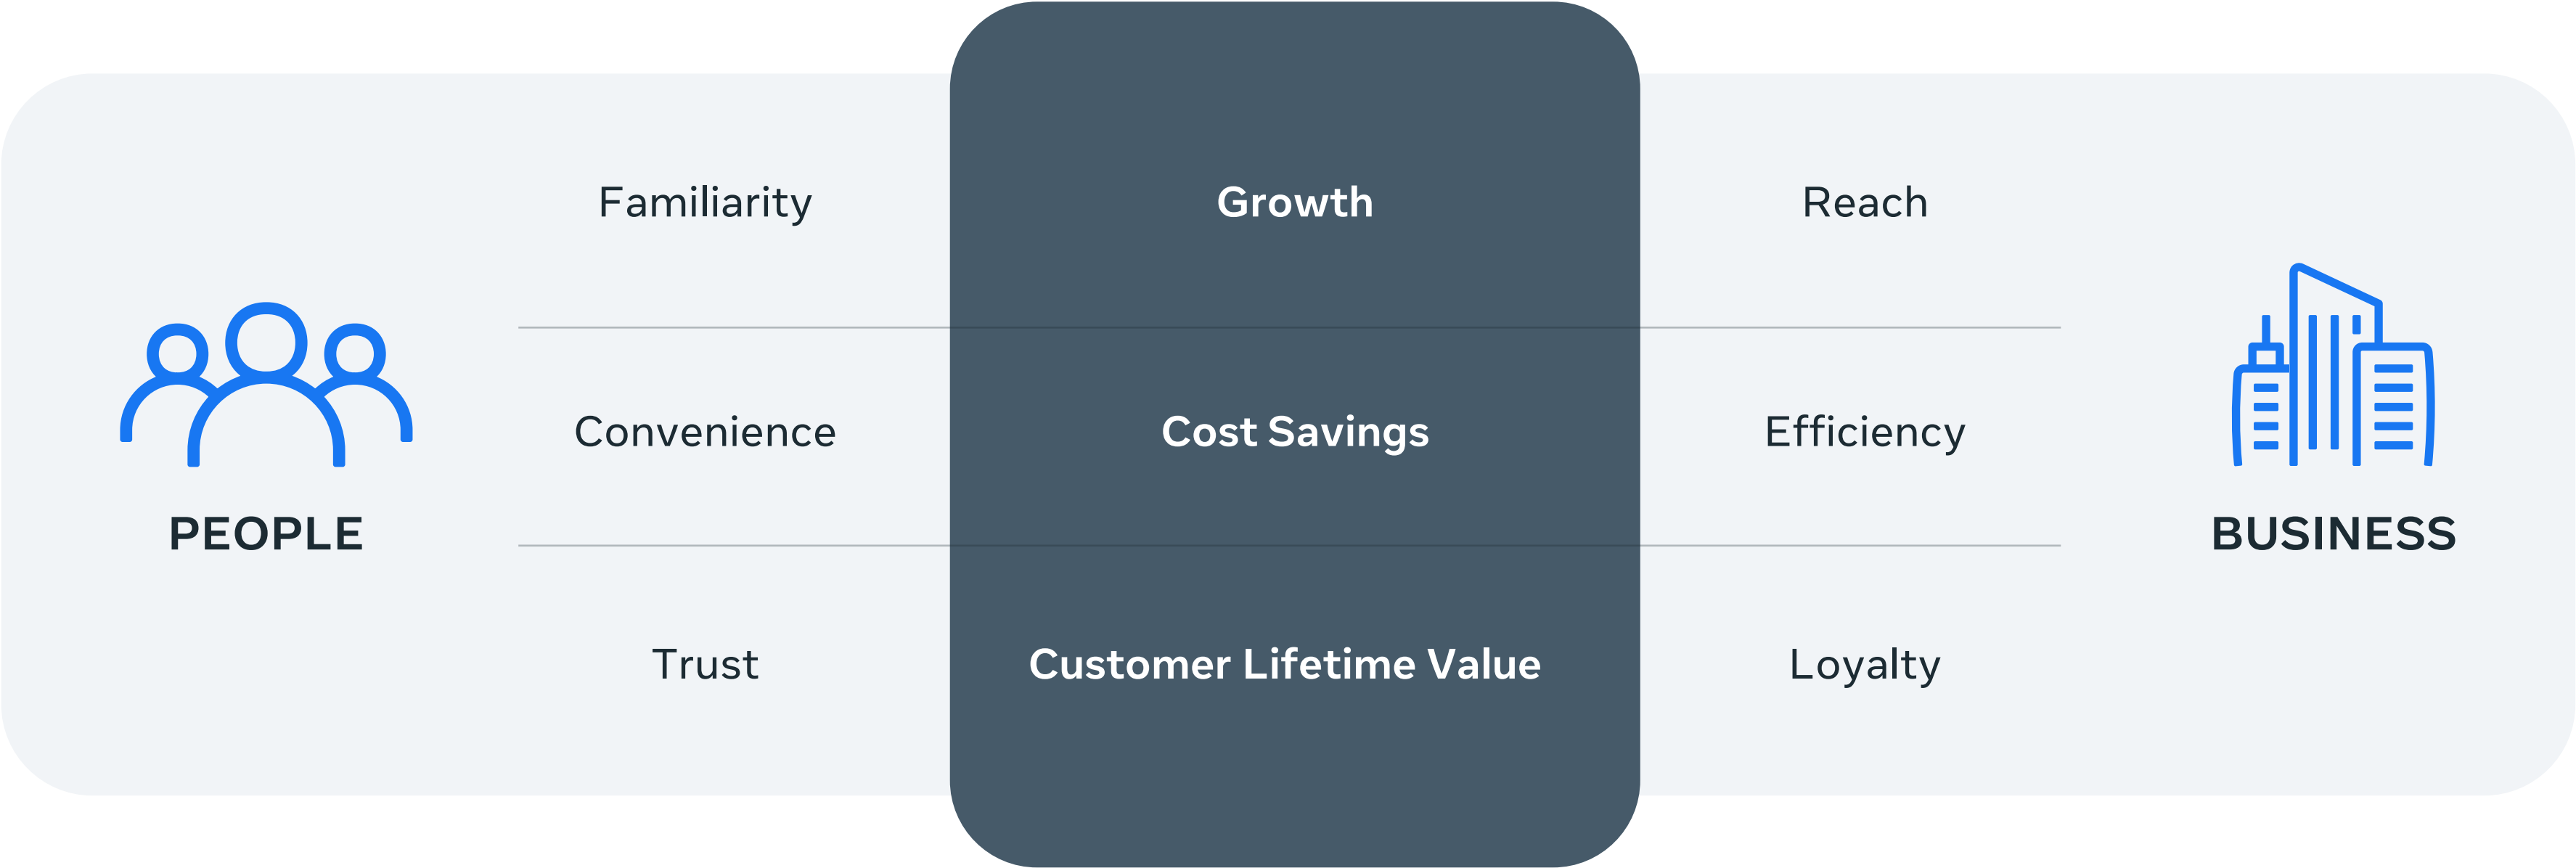 Familiarity
Growth
Reach
Convenience
Cost Savings
Efficiency
PEOPLE
BUSINESS
Trust
Customer Lifetime Value
Loyalty